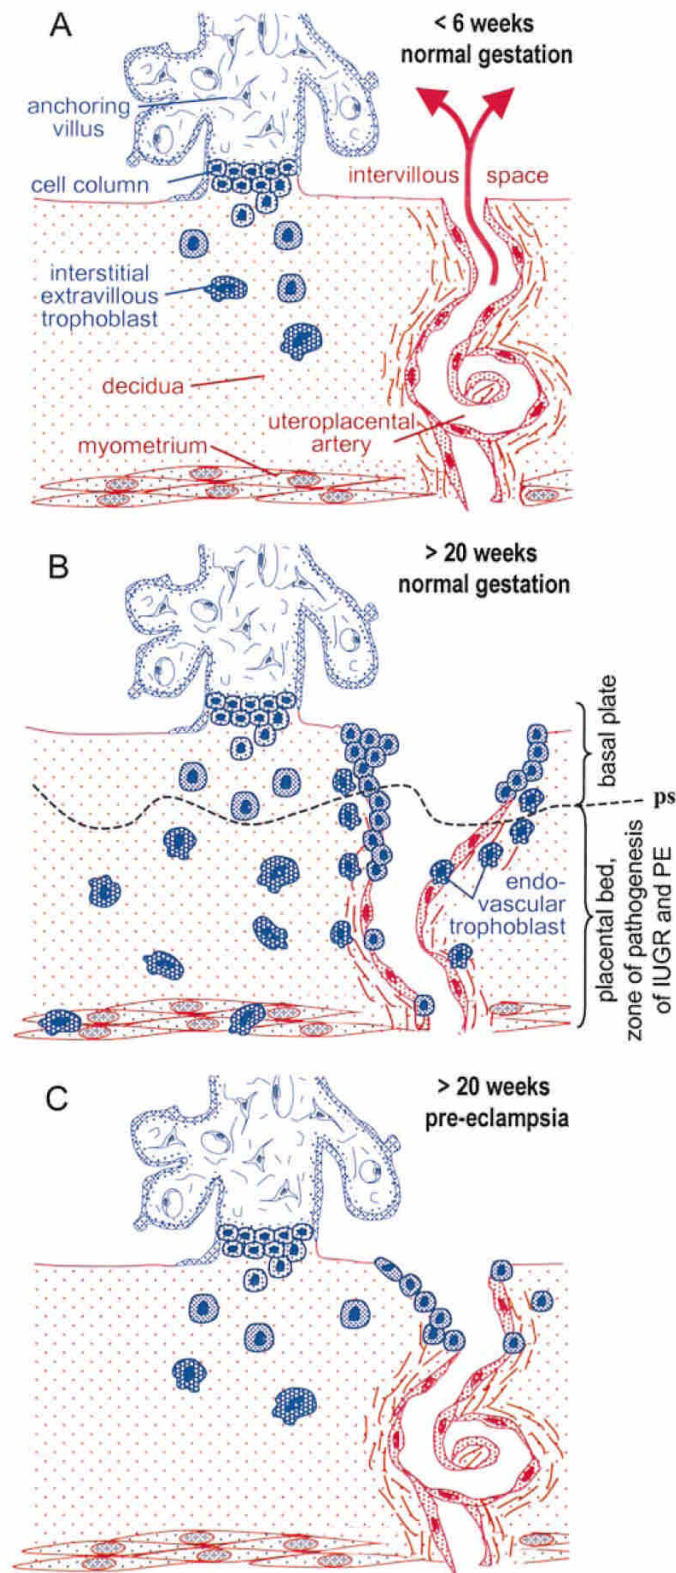 A
< 6 weeks
normal gestation
anchoring
villus
cell column
intervillous space
interstitial
extravillous
trophoblast
decidua
uteroplacental
artery
myometrium
B
> 20 weeks
normal gestation
basal plate
ps
endo-
vascular
trophoblast
placental bed,
zone of pathogenesis
of IUGR and PE
C
> 20 weeks
pre-eclampsia